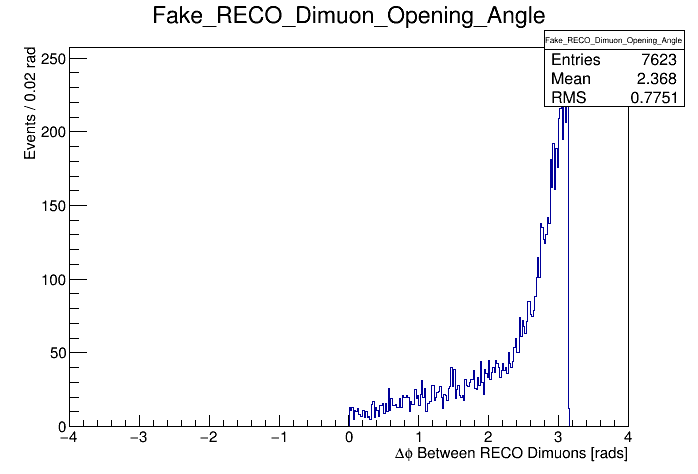 Fake_RECO_Dimuon_Opening_Angle
Fake_RECO_Dimuon_Opening_Angle
Entries 7623
Mean 2.368
RMS 0.7751
Events / 0.02 rad
250
200
150
100
50
0
−4 −3 −2 −1 0 1 2 3 4
Δϕ Between RECO Dimuons [rads]